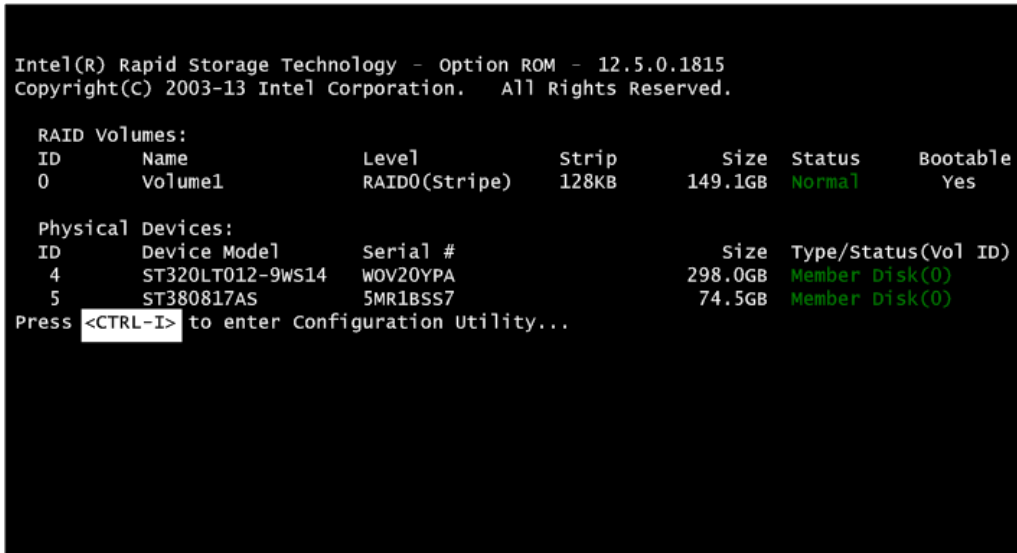 Intel(R) Rapid Storage Technology - Option ROM - 12.5.0.1815
Copyright(C) 2003-13 Intel Corporation. All Rights Reserved.
RAID Volumes:
ID Name Level Strip Size Status Bootable
0 Volume1 RAID0(Stripe) 128KB 149.1GB Normal Yes
Physical Devices:
ID Device Model Serial # Size Type/Status(Vol ID)
4 ST320LT012-9WS14 W0V20YPA 298.0GB Member Disk(0)
5 ST380817AS 5MR1BSS7 74.5GB Member Disk(0)
Press <CTRL-I> to enter Configuration Utility...